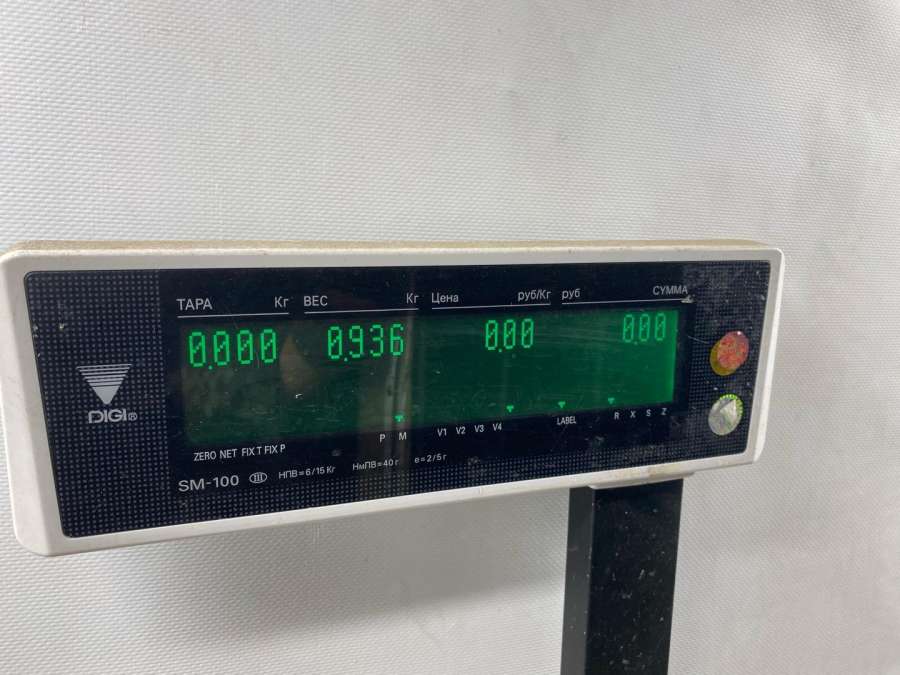 ТАРА Кг ВЕС Кг Цена руб/Кг руб СУММА
0.000 0.936 0.00 0.00
DIGI®
P M V1 V2 V3 V4 LABEL R X S Z
ZERO NET FIX T FIX P
SM-100 III НПВ=6/15 Кг НмПВ=40 г e=2/5 г